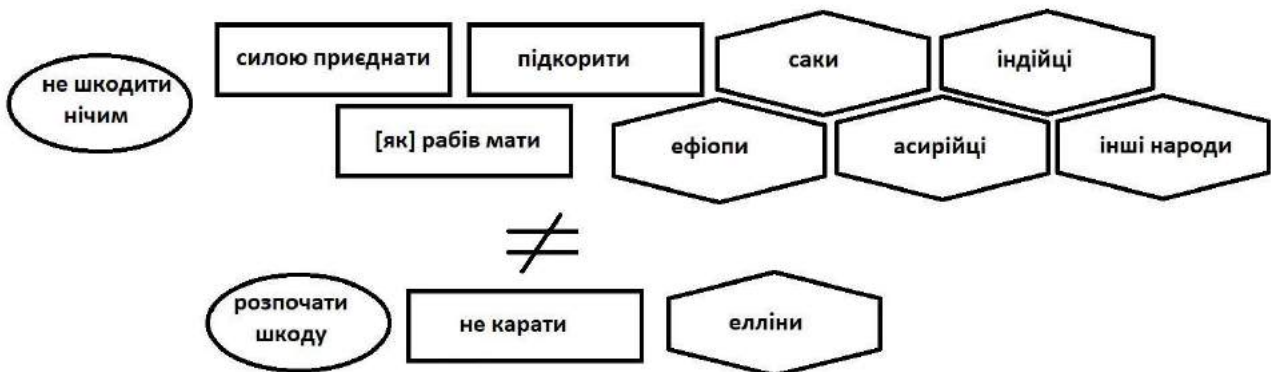 не шкодити
нічим
силою приєднати
підкорити
саки
індійці
[як] рабів мати
ефіопи
асирійці
інші народи
≠
розпочати
шкоду
не карати
елліни